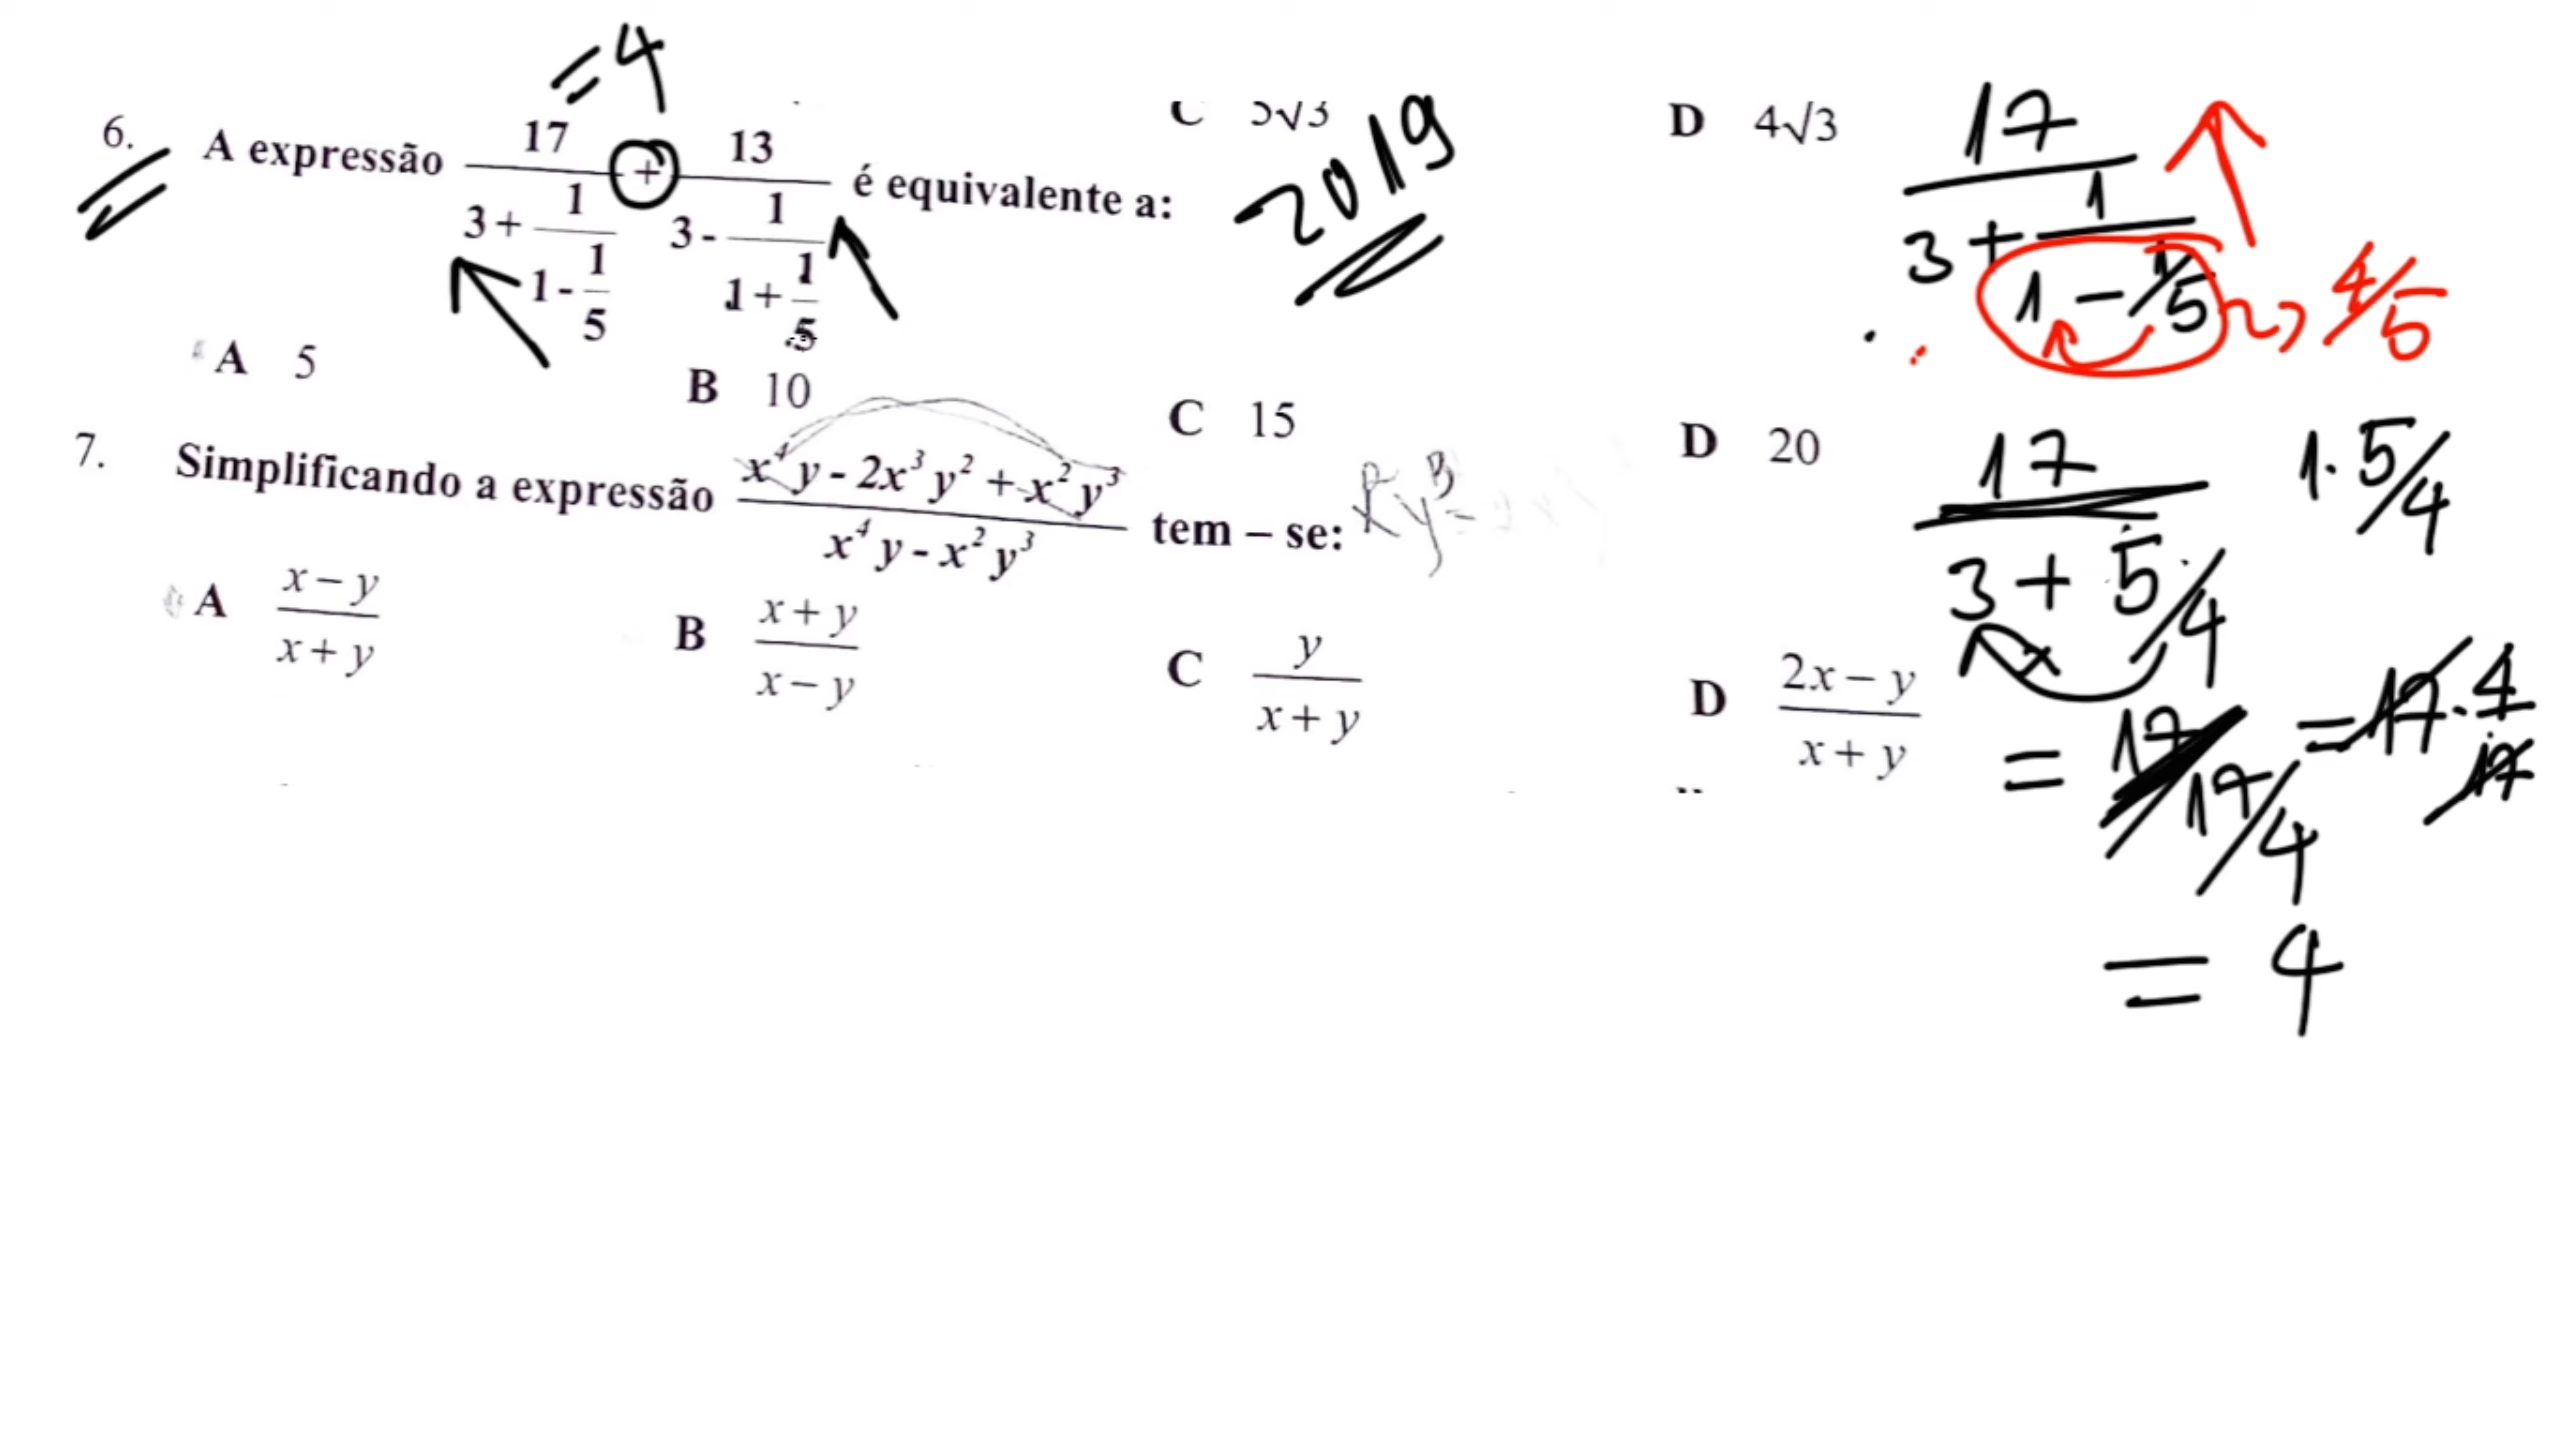 = 4
C 5√3
D 4√3
2019
6. A expressão 17/(3 + 1/(1 - 1/5)) + 13/(3 - 1/(1 + 1/5)) é equivalente a:
A 5
B 10
C 15
D 20
7. Simplificando a expressão (x⁴y - 2x³y² + x²y³)/(x⁴y - x²y³) tem – se:
A (x – y)/(x + y)
B (x + y)/(x – y)
C y/(x + y)
D (2x – y)/(x + y)
17/(3 + 1/(1 – 1/5))
4/5
17/(3 + 5/4)
1 · 5/4
= 17/(17/4) = 17 · 4/17
= 4